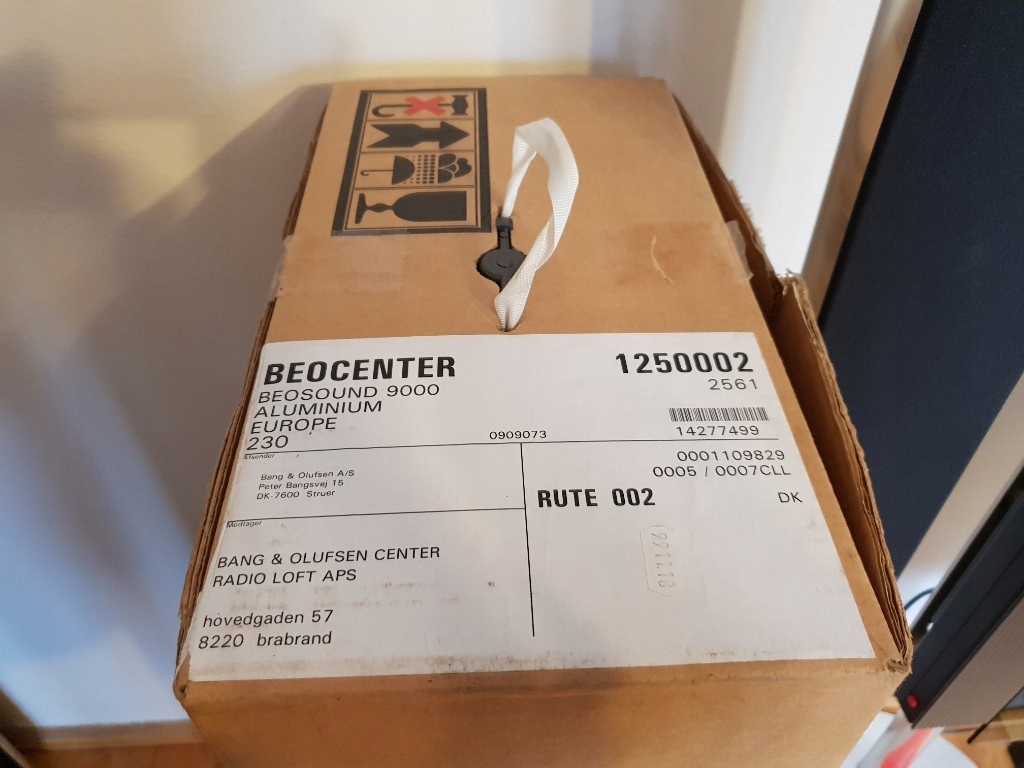 BEOCENTER
BEOSOUND 9000
ALUMINIUM
EUROPE
230
1250002
2561
14277499
0909073
Afsender
Bang & Olufsen A/S
Peter Bangsvej 15
DK-7600 Struer
0001109829
0005 / 0007CLL
RUTE 002
DK
Modtager
BANG & OLUFSEN CENTER
RADIO LOFT APS
hovedgaden 57
8220 brabrand